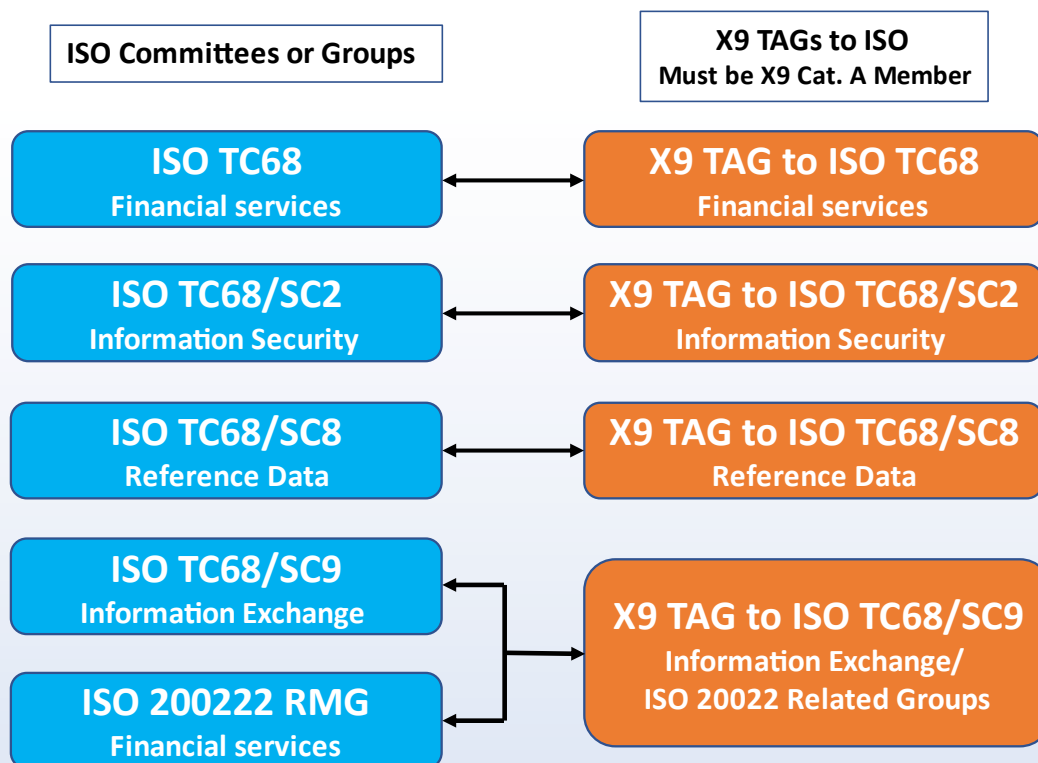 ISO Committees or Groups
X9 TAGs to ISO
Must be X9 Cat. A Member
ISO TC68
Financial services
X9 TAG to ISO TC68
Financial services
ISO TC68/SC2
Information Security
X9 TAG to ISO TC68/SC2
Information Security
ISO TC68/SC8
Reference Data
X9 TAG to ISO TC68/SC8
Reference Data
ISO TC68/SC9
Information Exchange
X9 TAG to ISO TC68/SC9
Information Exchange/
ISO 20022 Related Groups
ISO 200222 RMG
Financial services